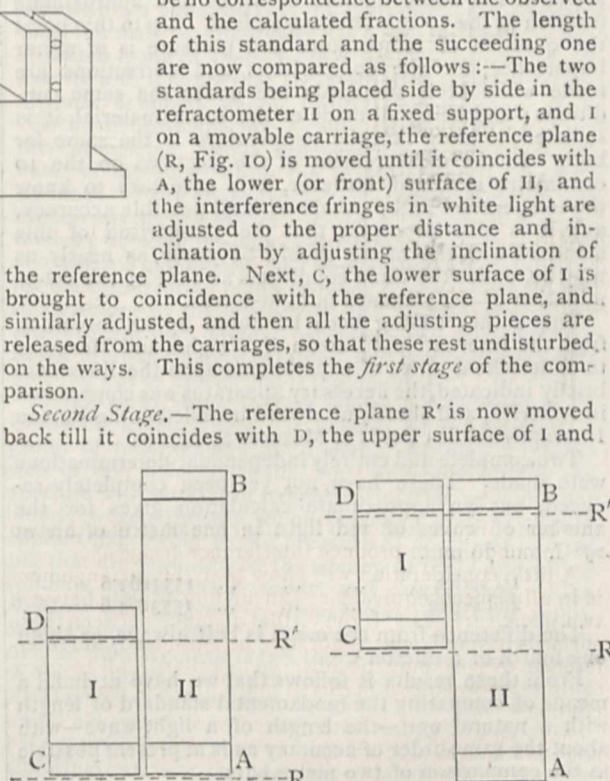 be no correspondence between the observed
and the calculated fractions. The length
of this standard and the succeeding one
are now compared as follows:—The two
standards being placed side by side in the
refractometer II on a fixed support, and I
on a movable carriage, the reference plane
(R, Fig. 10) is moved until it coincides with
A, the lower (or front) surface of II, and
the interference fringes in white light are
adjusted to the proper distance and in-
clination by adjusting the inclination of
the reference plane. Next, C, the lower surface of I is
brought to coincidence with the reference plane, and
similarly adjusted, and then all the adjusting pieces are
released from the carriages, so that these rest undisturbed
on the ways. This completes the first stage of the com-
parison.
Second Stage.—The reference plane R′ is now moved
back till it coincides with D, the upper surface of I and
B
D
R′
I
II
C
A
R
D
B
R′
I
C
R
II
A